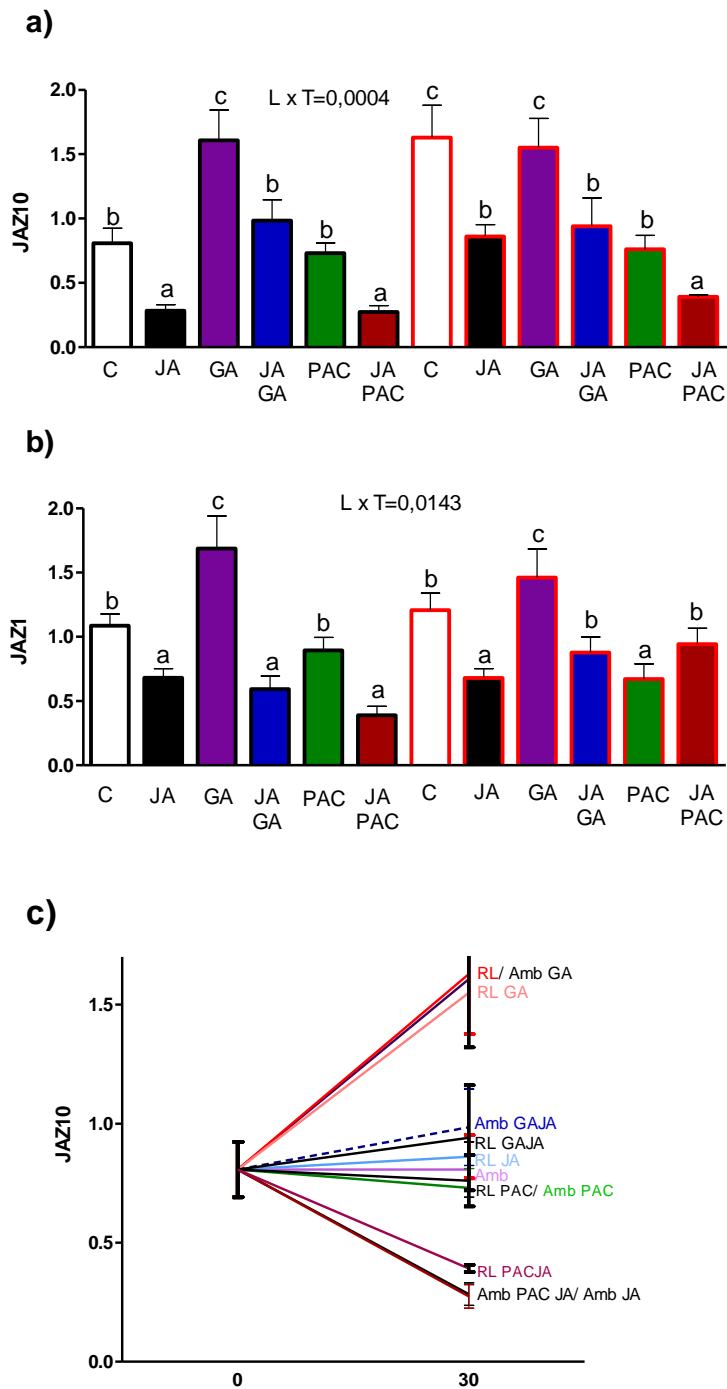 a)
L x T=0,0004
JAZ10
2.0
1.5
1.0
0.5
0.0
b a c b b a c b c b b a
C JA GA JA GA PAC JA PAC C JA GA JA GA PAC JA PAC
b)
L x T=0,0143
JAZ1
2.0
1.5
1.0
0.5
0.0
b a c a b a b a c b a b
C JA GA JA GA PAC JA PAC C JA GA JA GA PAC JA PAC
c)
JAZ10
1.5
1.0
0.5
0.0
RL/ Amb GA
RL GA
Amb GAJA
RL GAJA
RL JA
Amb
RL PAC/ Amb PAC
RL PACJA
Amb PAC JA/ Amb JA
0 30